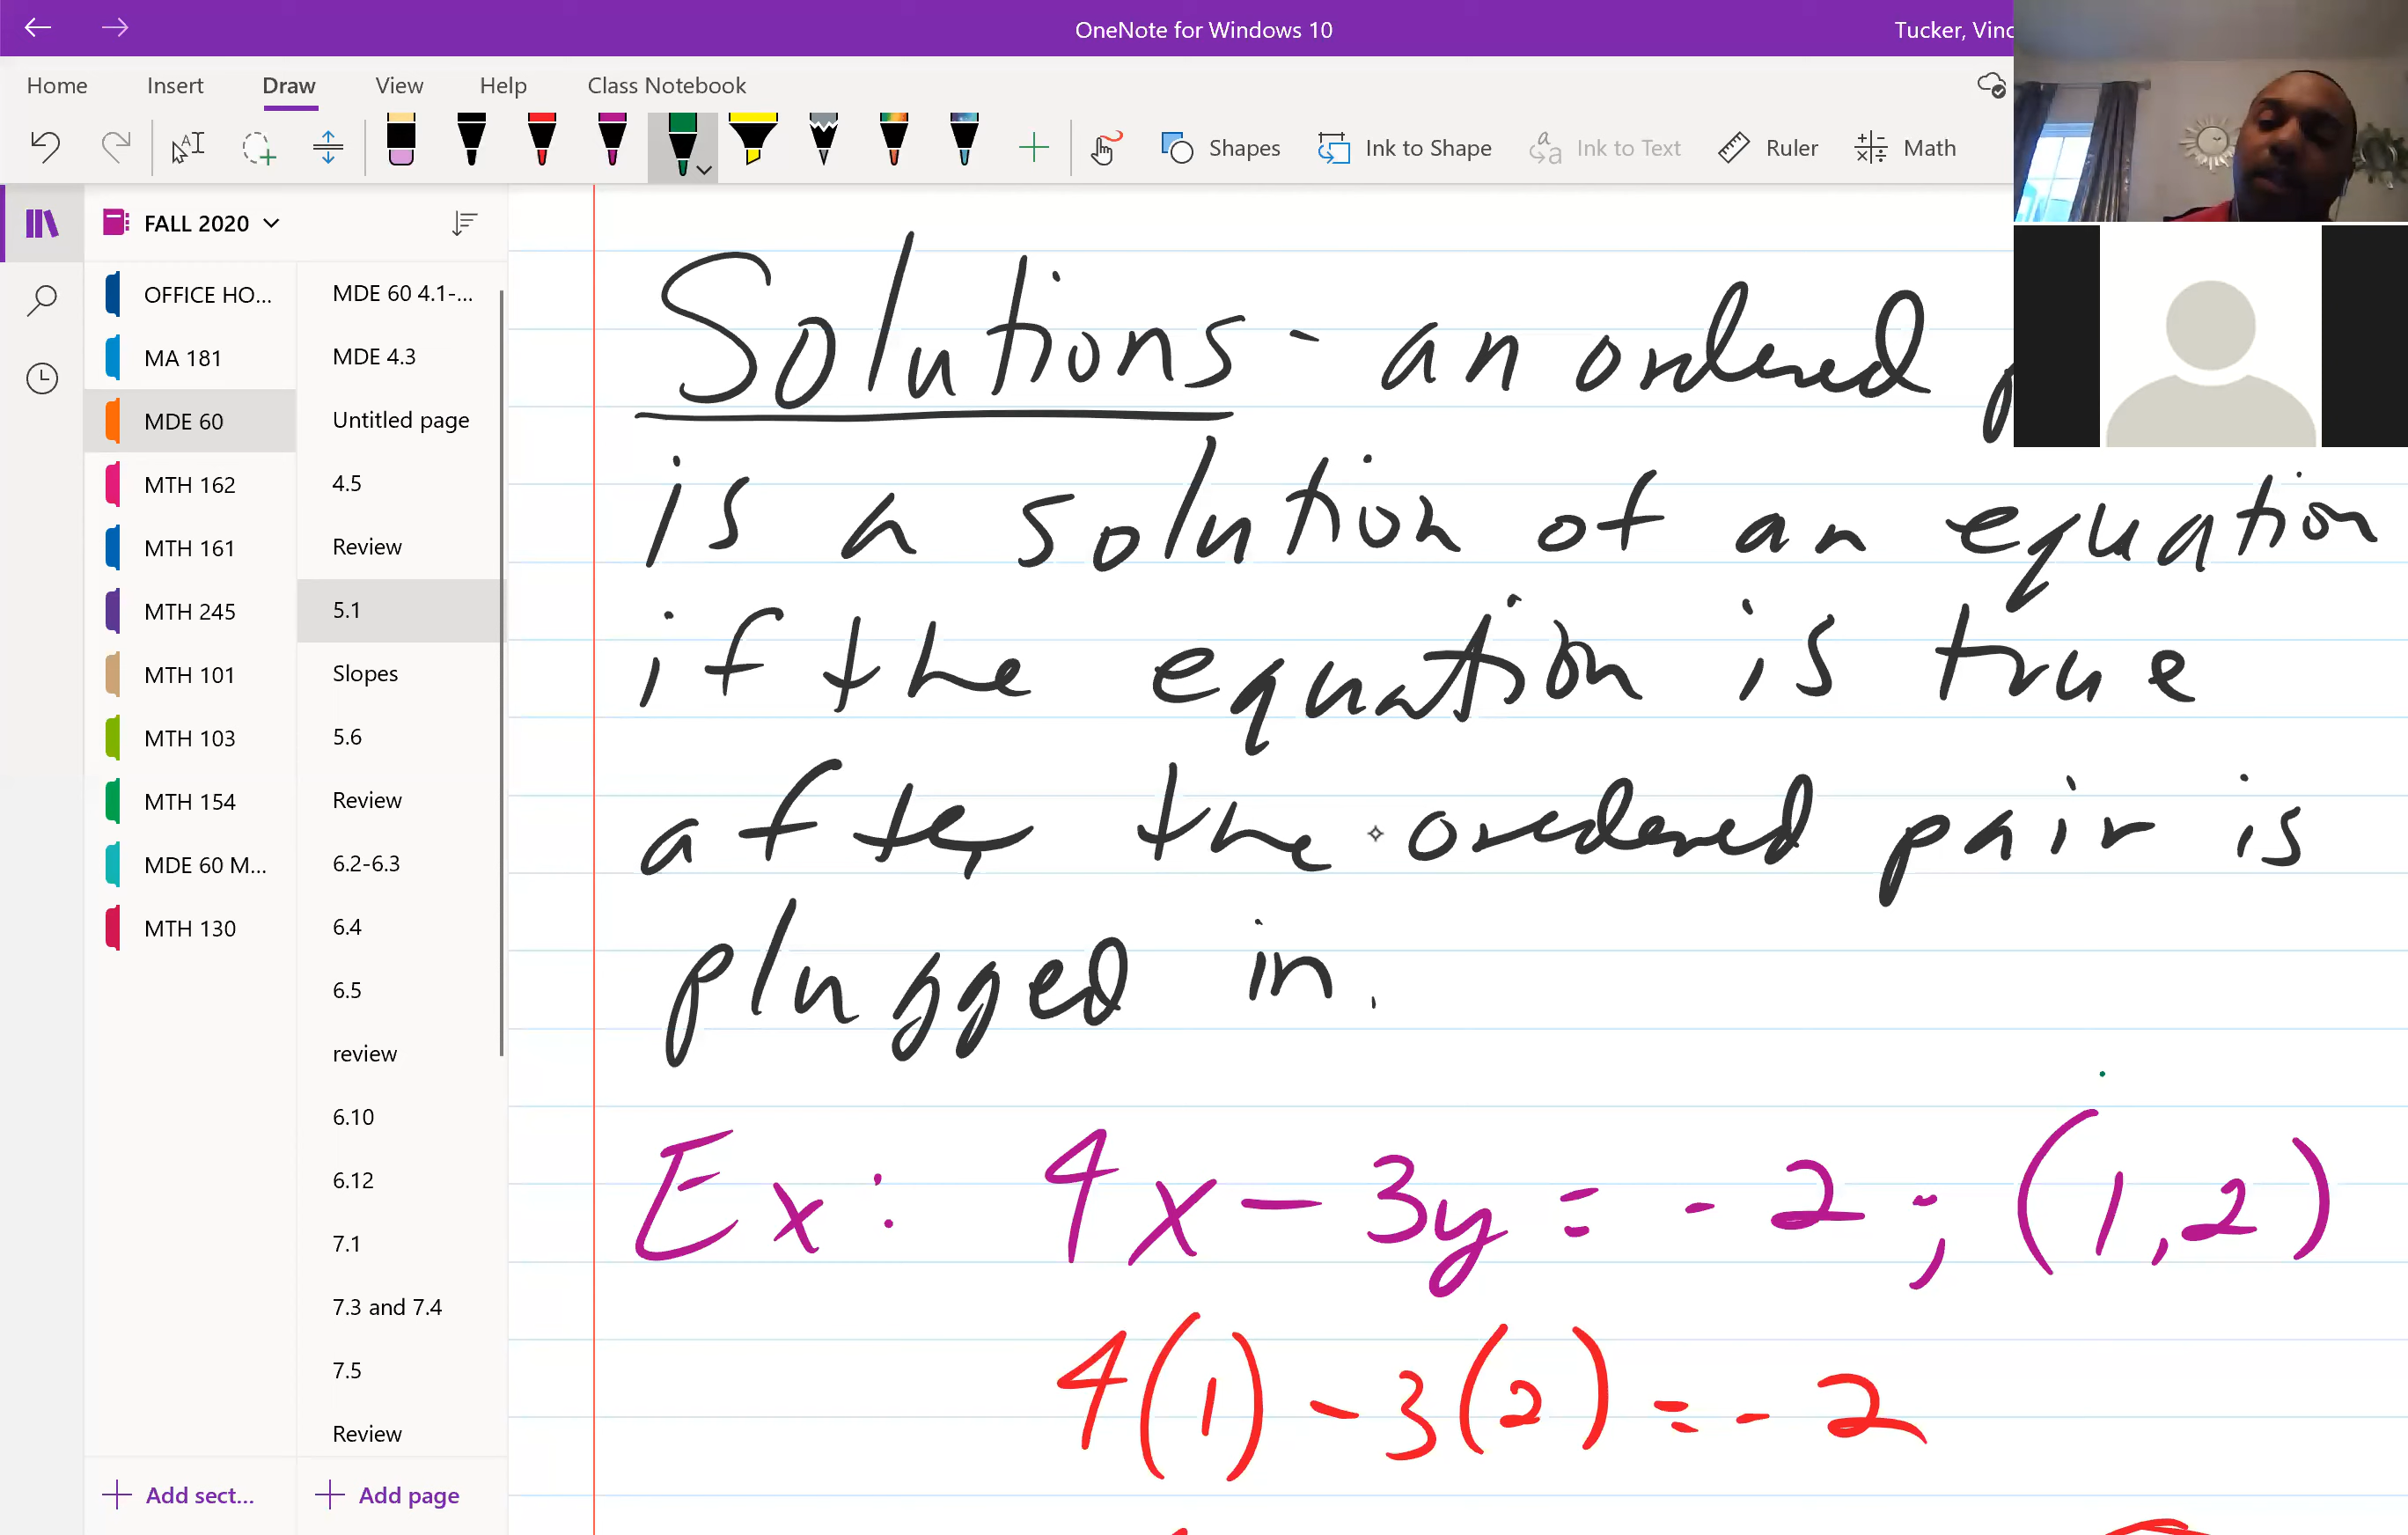 OneNote for Windows 10
Tucker, Vinc
Home Insert Draw View Help Class Notebook
Shapes Ink to Shape Ink to Text Ruler Math
FALL 2020
OFFICE HO...
MA 181
MDE 60
MTH 162
MTH 161
MTH 245
MTH 101
MTH 103
MTH 154
MDE 60 M...
MTH 130
Add sect...
MDE 60 4.1-...
MDE 4.3
Untitled page
4.5
Review
5.1
Slopes
5.6
Review
6.2-6.3
6.4
6.5
review
6.10
6.12
7.1
7.3 and 7.4
7.5
Review
Add page
Solutions - an ordered p
is a solution of an equation
if the equation is true
after the ordered pair is
plugged in.
Ex: 4x - 3y = -2; (1,2)
4(1) - 3(2) = -2